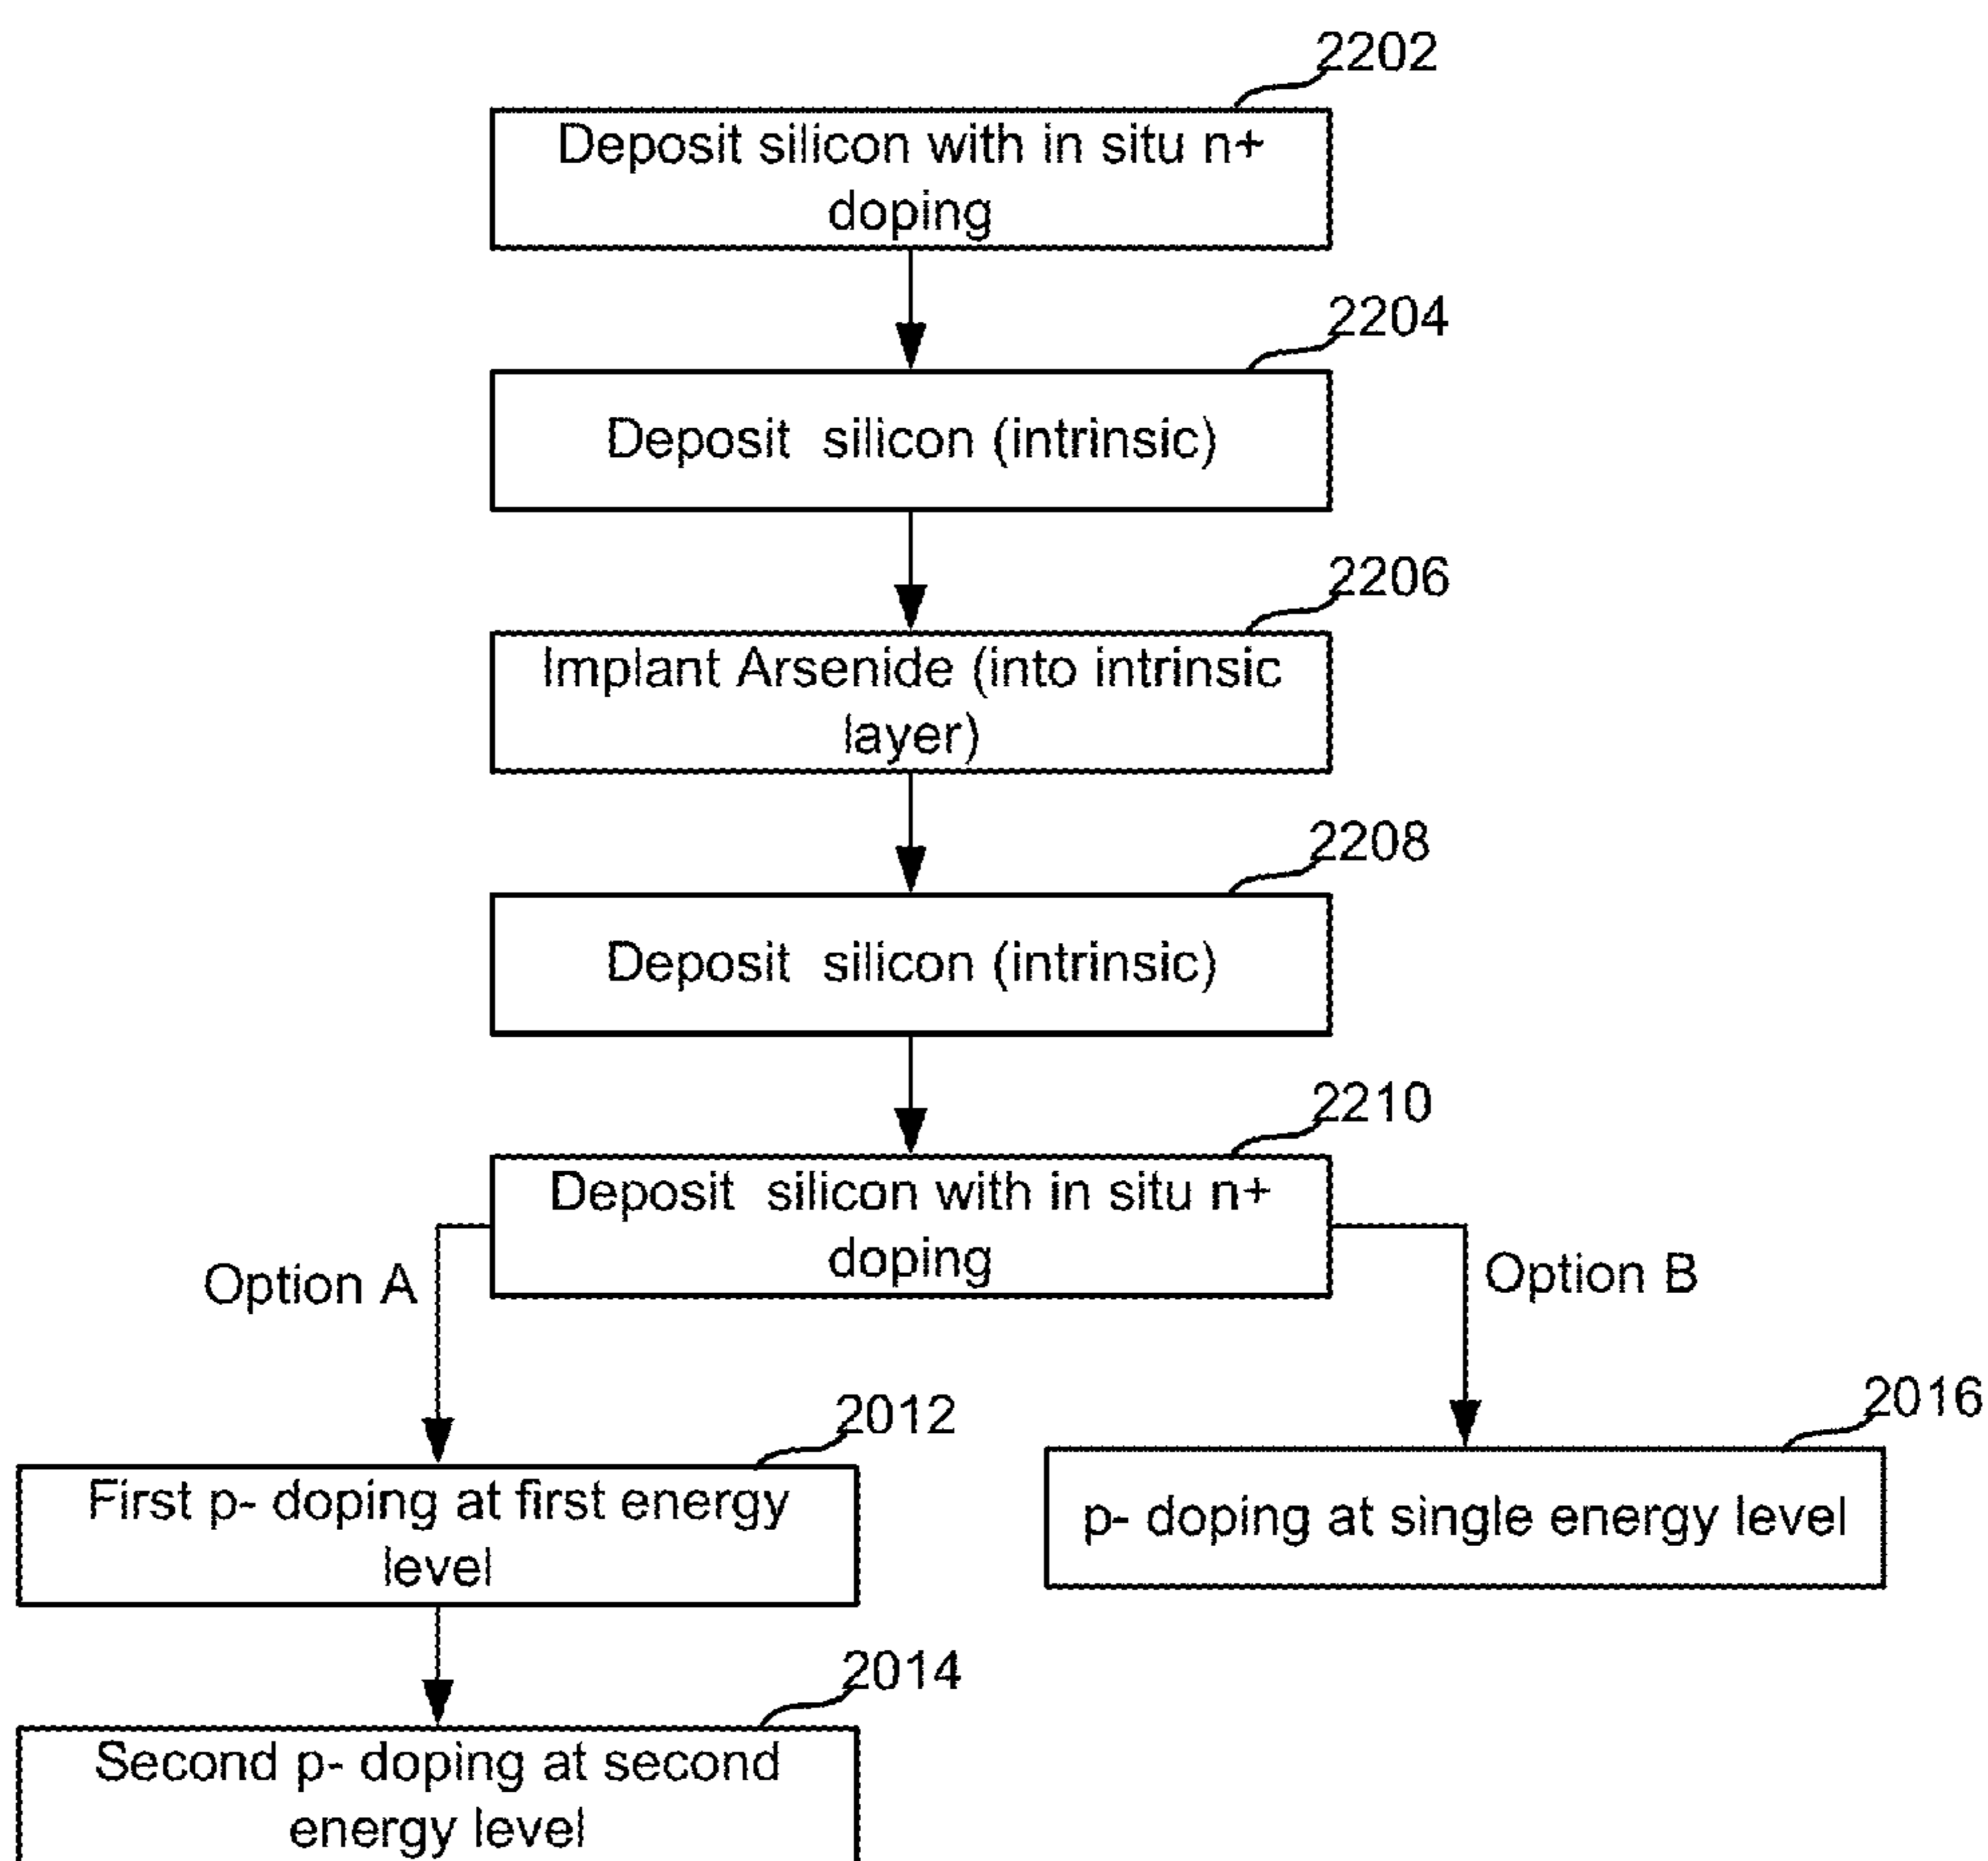 2202
Deposit silicon with in situ n+
doping
2204
Deposit silicon (intrinsic)
2206
Implant Arsenide (into intrinsic
layer)
2208
Deposit silicon (intrinsic)
2210
Deposit silicon with in situ n+
doping
Option A
Option B
2012
First p- doping at first energy
level
2016
p- doping at single energy level
2014
Second p- doping at second
energy level